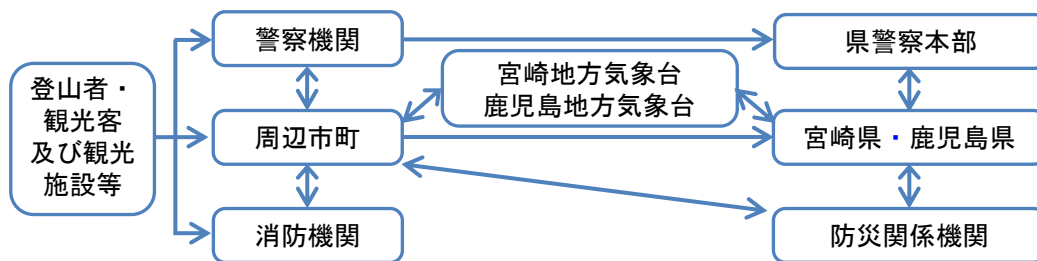 警察機関
県警察本部
宮崎地方気象台
鹿児島地方気象台
登山者・
観光客
及び観光
施設等
周辺市町
宮崎県・鹿児島県
消防機関
防災関係機関